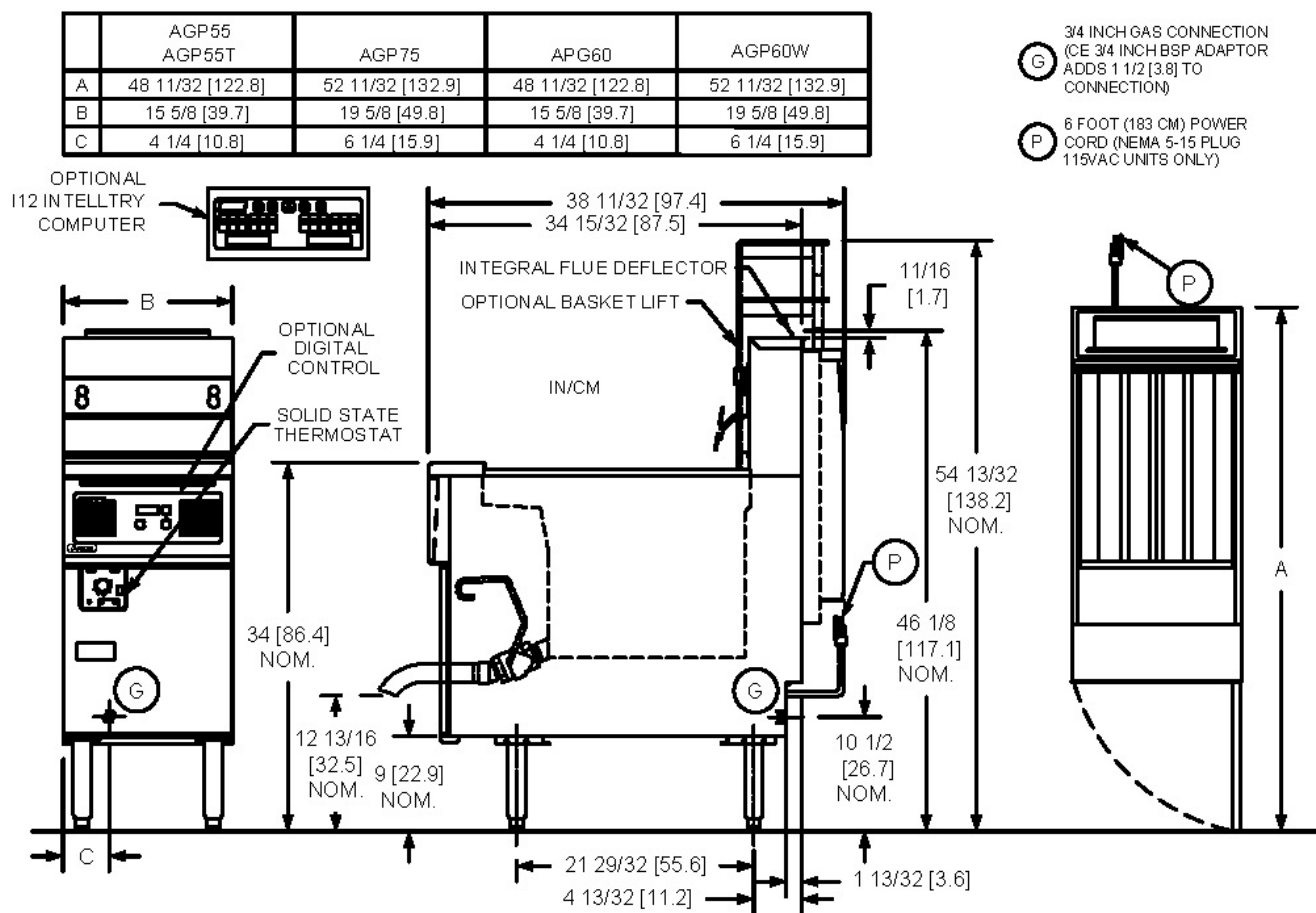 AGP55
AGP55T
AGP75
APG60
AGP60W
A 48 11/32 [122.8] 52 11/32 [132.9] 48 11/32 [122.8] 52 11/32 [132.9]
B 15 5/8 [39.7] 19 5/8 [49.8] 15 5/8 [39.7] 19 5/8 [49.8]
C 4 1/4 [10.8] 6 1/4 [15.9] 4 1/4 [10.8] 6 1/4 [15.9]
G
3/4 INCH GAS CONNECTION
(CE 3/4 INCH BSP ADAPTOR
ADDS 1 1/2 [3.8] TO
CONNECTION)
P
6 FOOT (183 CM) POWER
CORD (NEMA 5-15 PLUG
115VAC UNITS ONLY)
OPTIONAL
I12 INTELLTRY
COMPUTER
B
OPTIONAL
DIGITAL
CONTROL
SOLID STATE
THERMOSTAT
G
C
38 11/32 [97.4]
34 15/32 [87.5]
INTEGRAL FLUE DEFLECTOR
OPTIONAL BASKET LIFT
11/16
[1.7]
IN/CM
54 13/32
[138.2]
NOM.
P
46 1/8
[117.1]
NOM.
34 [86.4]
NOM.
G
12 13/16
[32.5]
NOM.
9 [22.9]
NOM.
10 1/2
[26.7]
NOM.
21 29/32 [55.6]
4 13/32 [11.2]
1 13/32 [3.6]
P
A